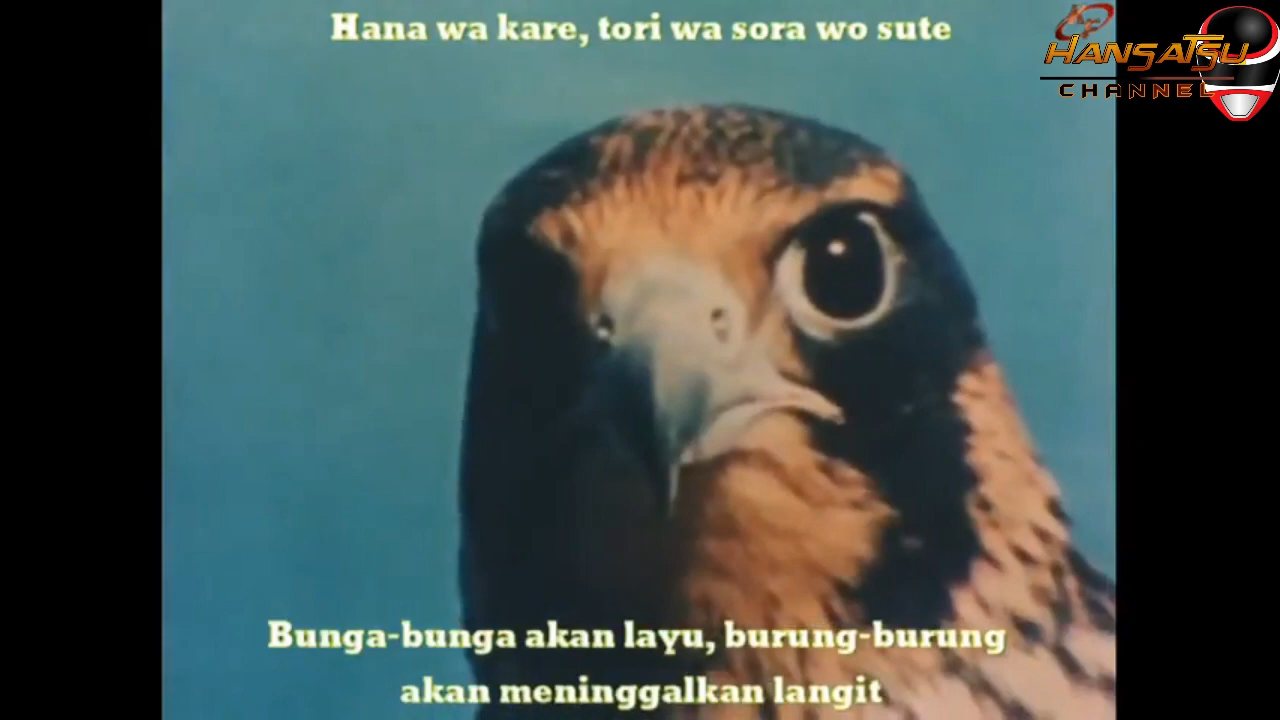 Hana wa kare, tori wa sora wo sute
HANSATSU
CHANNEL
Bunga-bunga akan layu, burung-burung
akan meninggalkan langit